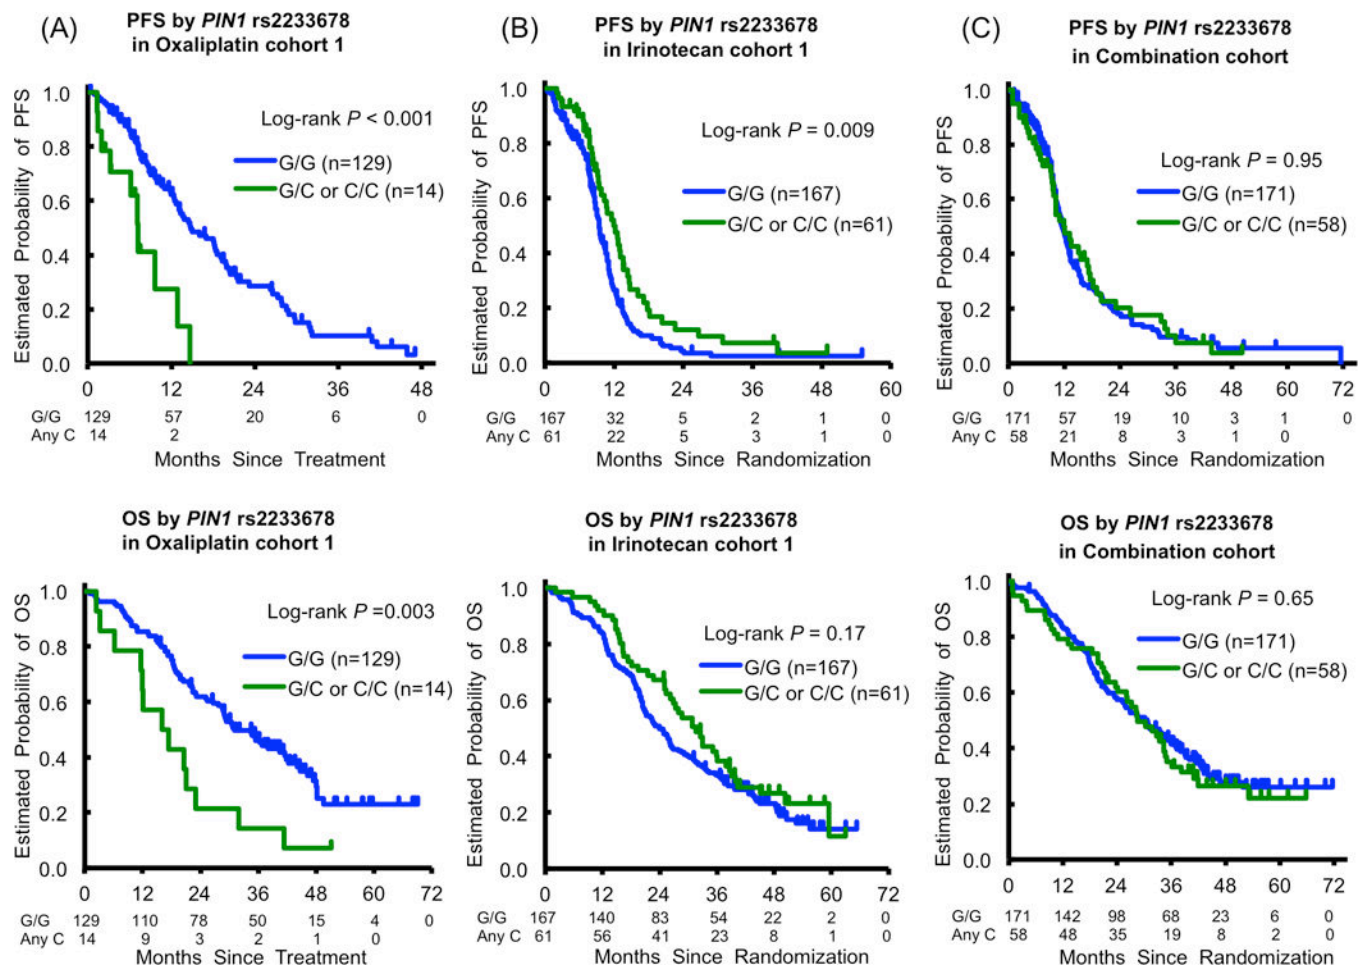 (A)
PFS by PIN1 rs2233678
in Oxaliplatin cohort 1
Estimated Probability of PFS
1.0
0.8
0.6
0.4
0.2
0.0
Log-rank P < 0.001
G/G (n=129)
G/C or C/C (n=14)
0 12 24 36 48
G/G 129 57 20 6 0
Any C 14 2
Months Since Treatment
(B)
PFS by PIN1 rs2233678
in Irinotecan cohort 1
Estimated Probability of PFS
1.0
0.8
0.6
0.4
0.2
0.0
Log-rank P = 0.009
G/G (n=167)
G/C or C/C (n=61)
0 12 24 36 48 60
G/G 167 32 5 2 1 0
Any C 61 22 5 3 1 0
Months Since Randomization
(C)
PFS by PIN1 rs2233678
in Combination cohort
Estimated Probability of PFS
1.0
0.8
0.6
0.4
0.2
0.0
Log-rank P = 0.95
G/G (n=171)
G/C or C/C (n=58)
0 12 24 36 48 60 72
G/G 171 57 19 10 3 1 0
Any C 58 21 8 3 1 0
Months Since Randomization
OS by PIN1 rs2233678
in Oxaliplatin cohort 1
Estimated Probability of OS
1.0
0.8
0.6
0.4
0.2
0.0
Log-rank P =0.003
G/G (n=129)
G/C or C/C (n=14)
0 12 24 36 48 60 72
G/G 129 110 78 50 15 4 0
Any C 14 9 3 2 1 0
Months Since Treatment
OS by PIN1 rs2233678
in Irinotecan cohort 1
Estimated Probability of OS
1.0
0.8
0.6
0.4
0.2
0.0
Log-rank P = 0.17
G/G (n=167)
G/C or C/C (n=61)
0 12 24 36 48 60 72
G/G 167 140 83 54 22 2 0
Any C 61 56 41 23 8 1 0
Months Since Randomization
OS by PIN1 rs2233678
in Combination cohort
Estimated Probability of OS
1.0
0.8
0.6
0.4
0.2
0.0
Log-rank P = 0.65
G/G (n=171)
G/C or C/C (n=58)
0 12 24 36 48 60 72
G/G 171 142 98 68 23 6 0
Any C 58 48 35 19 8 2 0
Months Since Randomization